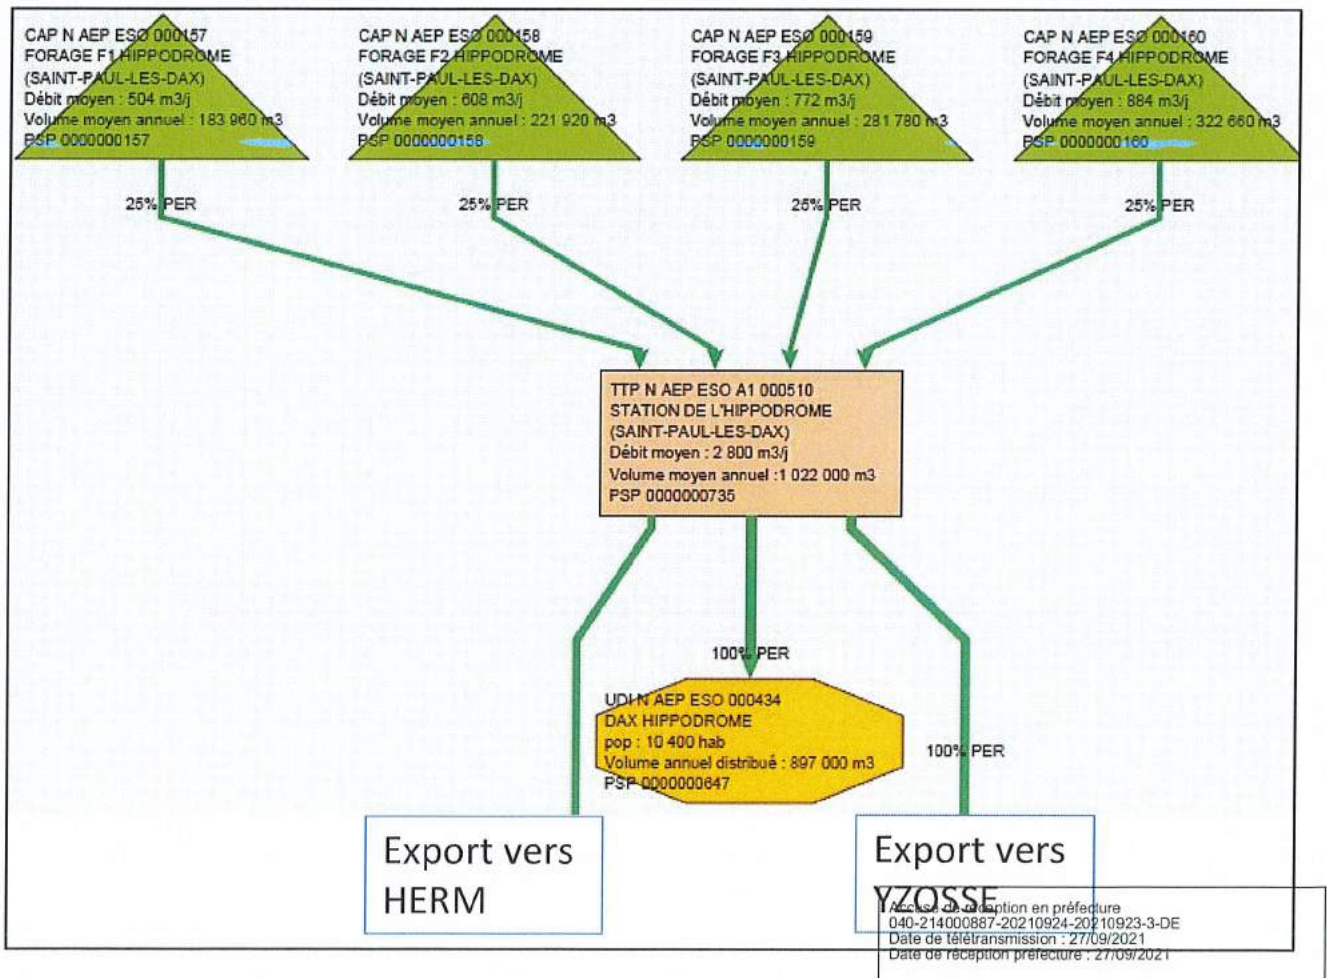 CAP N AEP ESO 000157
FORAGE F1 HIPPODROME
(SAINT-PAUL-LES-DAX)
Débit moyen : 504 m3/j
Volume moyen annuel : 183 960 m3
PSP 0000000157
CAP N AEP ESO 000158
FORAGE F2 HIPPODROME
(SAINT-PAUL-LES-DAX)
Débit moyen : 608 m3/j
Volume moyen annuel : 221 920 m3
PSP 0000000158
CAP N AEP ESO 000159
FORAGE F3 HIPPODROME
(SAINT-PAUL-LES-DAX)
Débit moyen : 772 m3/j
Volume moyen annuel : 281 780 m3
PSP 0000000159
CAP N AEP ESO 000160
FORAGE F4 HIPPODROME
(SAINT-PAUL-LES-DAX)
Débit moyen : 884 m3/j
Volume moyen annuel : 322 660 m3
PSP 0000000160
25% PER
25% PER
25% PER
25% PER
TTP N AEP ESO A1 000510
STATION DE L'HIPPODROME
(SAINT-PAUL-LES-DAX)
Débit moyen : 2 800 m3/j
Volume moyen annuel :1 022 000 m3
PSP 0000000735
100% PER
UDI N AEP ESO 000434
DAX HIPPODROME
pop : 10 400 hab
Volume annuel distribué : 897 000 m3
PSP 0000000647
100% PER
Export vers
HERM
Export vers
YZOSSE
Accusé de réception en préfecture
040-214000887-20210924-20210923-3-DE
Date de télétransmission : 27/09/2021
Date de réception préfecture : 27/09/2021